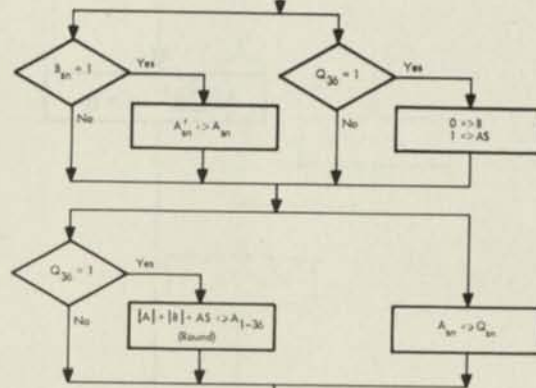 B_sn = 1
Yes
No
A'_sn => A_sn
Q_36 = 1
Yes
No
0 => B
1 => AS
Q_36 = 1
Yes
No
|A| + |B| + AS => A_1-36
(Round)
A_sn => Q_sn